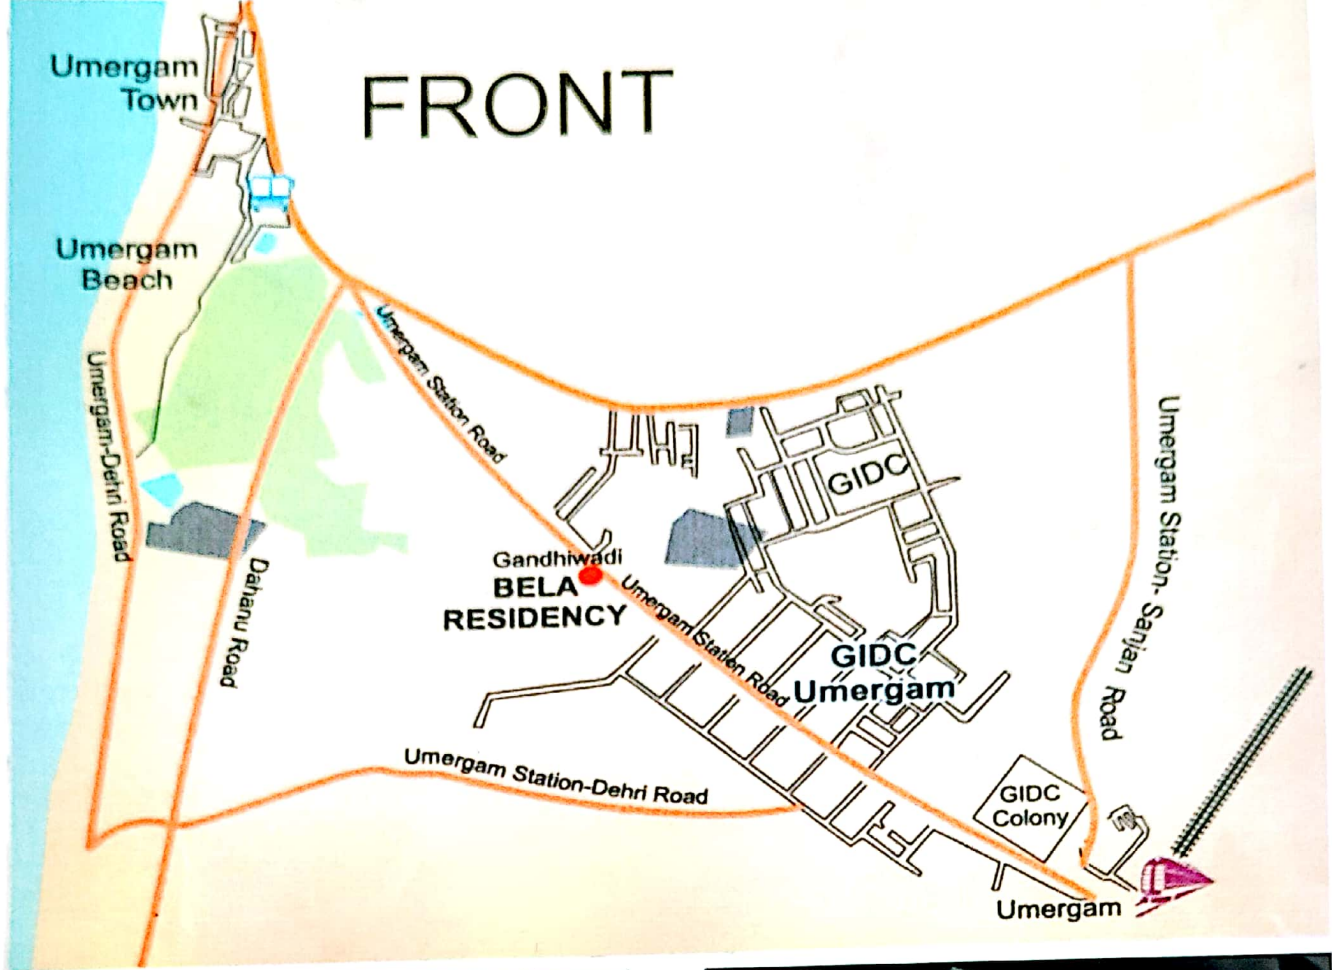 Umergam
Town
FRONT
Umergam
Beach
Umergam Station Road
Umergam-Dehri Road
Dahanu Road
GIDC
Gandhiwadi
BELA
RESIDENCY
Umergam Station Road
GIDC
Umergam
Umergam Station- Sanjan Road
Umergam Station-Dehri Road
GIDC
Colony
Umergam